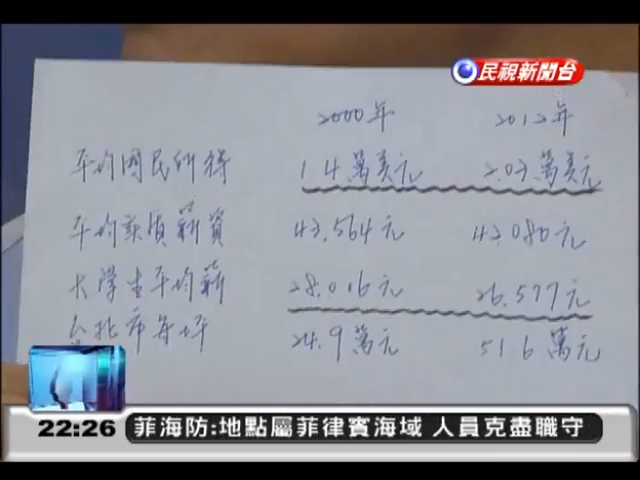 民視新聞台
2000年 2012年
平均國民所得 1.4萬美元 2.03萬美元
平均實質薪資 43.564元 43.080元
大學生平均薪 28.016元 26.577元
台北市每坪 24.9萬元 51.6萬元
22:26 菲海防:地點屬菲律賓海域 人員克盡職守